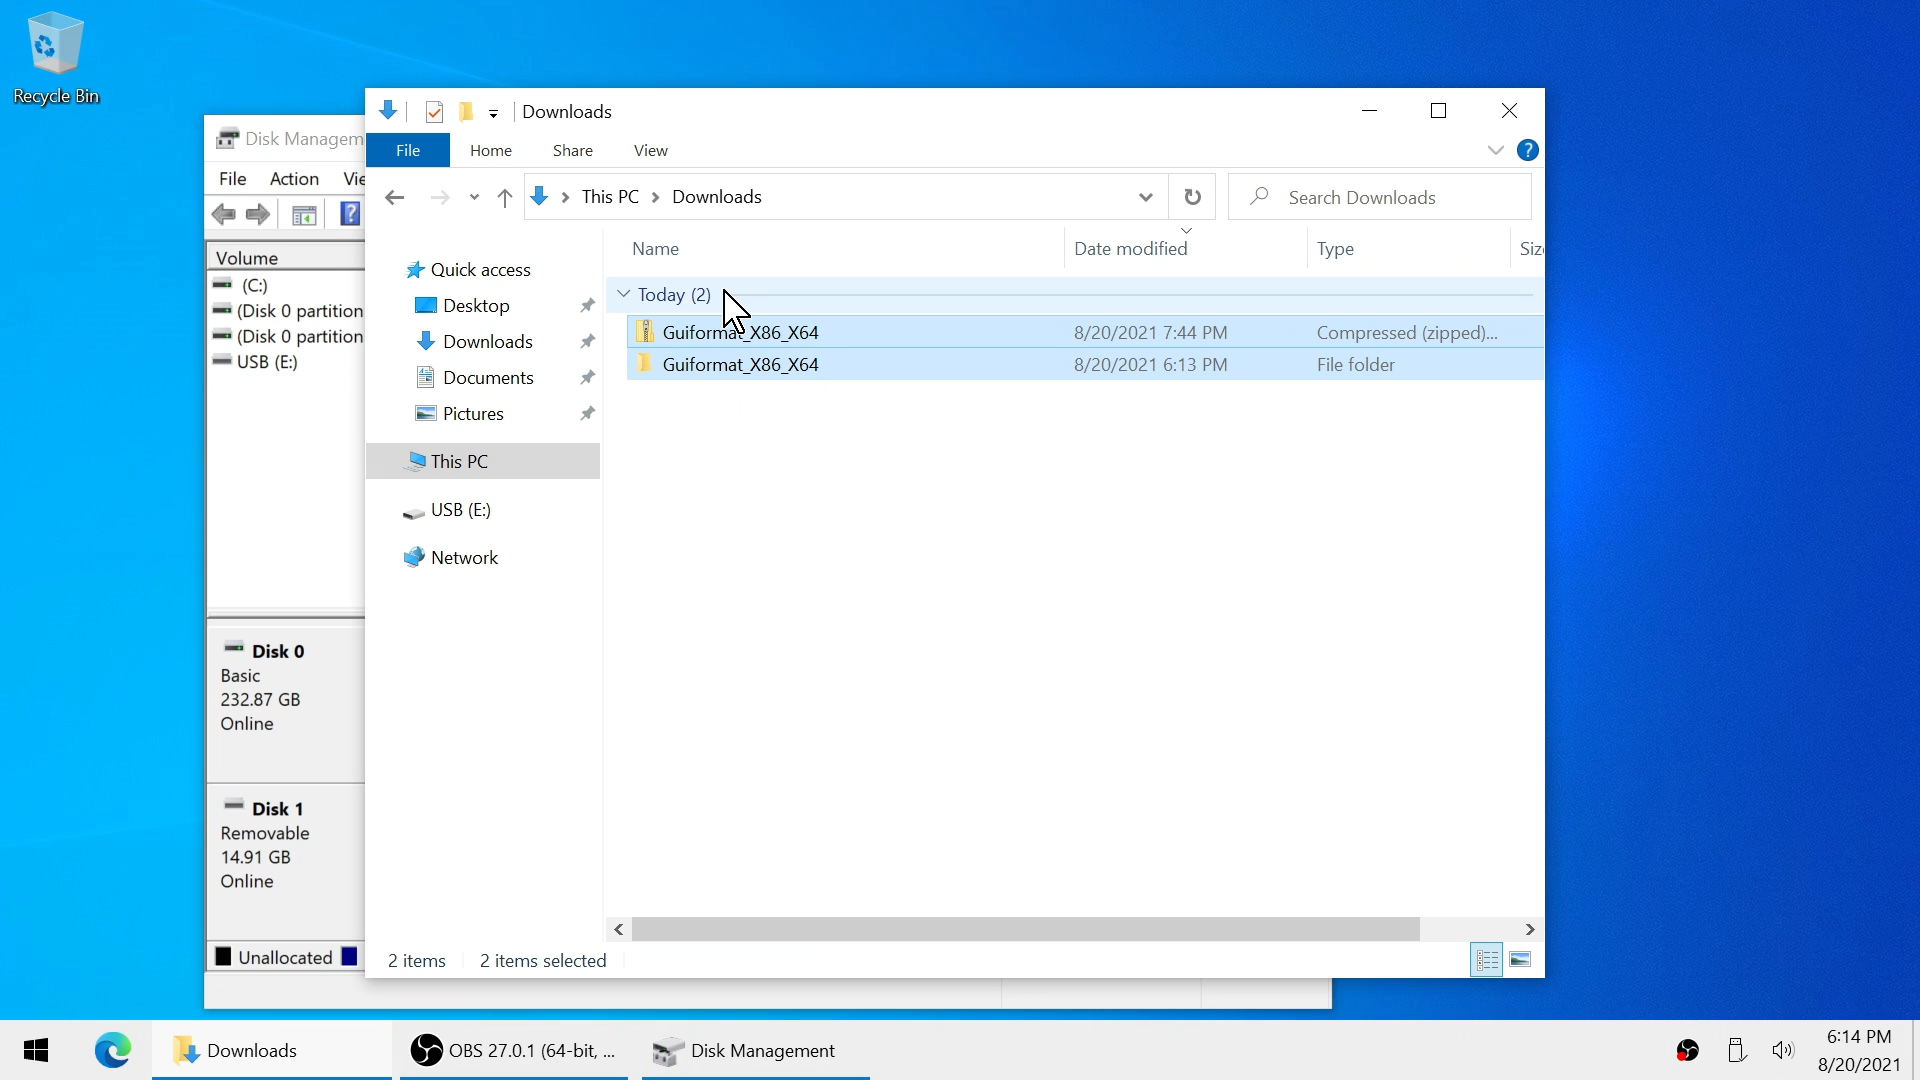 Recycle Bin
Disk Managem
File Action Vie
Volume
(C:)
(Disk 0 partition
(Disk 0 partition
USB (E:)
Disk 0
Basic
232.87 GB
Online
Disk 1
Removable
14.91 GB
Online
Unallocated
Downloads
File Home Share View ?
This PC Downloads
Search Downloads
Name Date modified Type Siz
Quick access
Desktop
Downloads
Documents
Pictures
This PC
USB (E:)
Network
Today (2)
Guiformat_X86_X64 8/20/2021 7:44 PM Compressed (zipped)...
Guiformat_X86_X64 8/20/2021 6:13 PM File folder
2 items 2 items selected
Downloads
OBS 27.0.1 (64-bit, ...
Disk Management
6:14 PM
8/20/2021